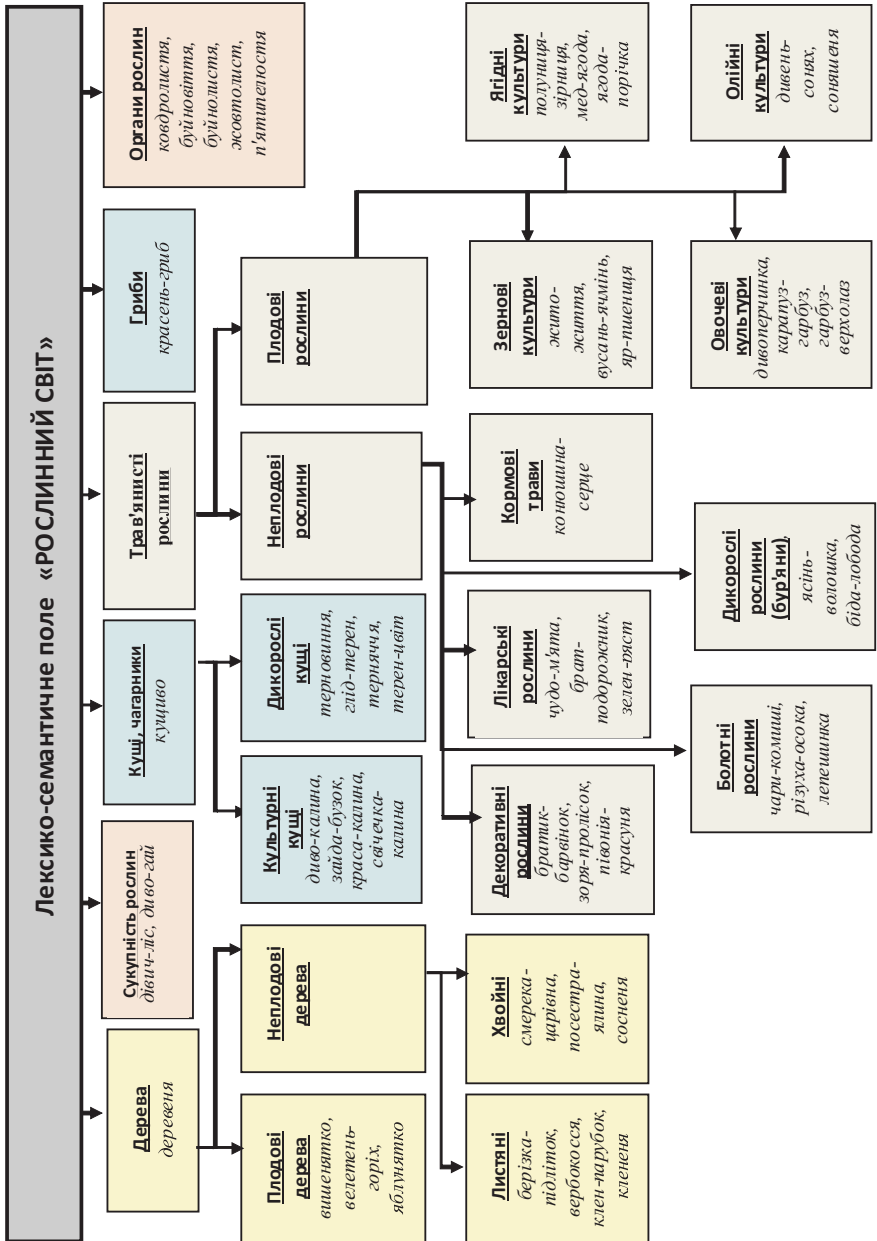 Лексико-семантичне поле «РОСЛИННИЙ СВІТ»
Дерева
деревеня
Сукупність рослин
дівич-ліс, диво-гай
Кущі, чагарники
кущиво
Трав'янисті
рослини
Гриби
красень-гриб
Органи рослин
ковдролистя,
буйновіття,
буйнолистя,
жовтолист,
п'ятипелюстя
Плодові
дерева
вишенятко,
велетень-
горіх,
яблунятко
Неплодові
дерева
Культурні
кущі
диво-калина,
зайда-бузок,
краса-калина,
свічечка-
калина
Дикорослі
кущі
терновиння,
глід-терен,
терняччя,
терен-цвіт
Неплодові
рослини
Плодові
рослини
Листяні
берізка-
підліток,
вербокосся,
клен-парубок,
клененя
Хвойні
смерека-
царівна,
посестра-
ялина,
сосненя
Декоративні
рослини
братик-
барвінок,
зоря-пролісок,
півонія-
красуня
Лікарські
рослини
чудо-м'ята,
брат-
подорожник,
зелен-ряст
Кормові
трави
конюшина-
серце
Зернові
культури
жито-
життя,
вусань-ячмінь,
яр-пшениця
Ягідні
культури
полуниця-
зірниця,
мед-ягода,
ягода-
порічка
Болотні
рослини
чари-комиші,
різуха-осока,
лепешинка
Дикорослі
рослини
(бур'яни)
ясінь-
волошка,
біда-лобода
Овочеві
культури
дивоперчинка,
карапуз-
гарбуз,
гарбуз-
верхолаз
Олійні
культури
дивень-
сонях,
соняшеня